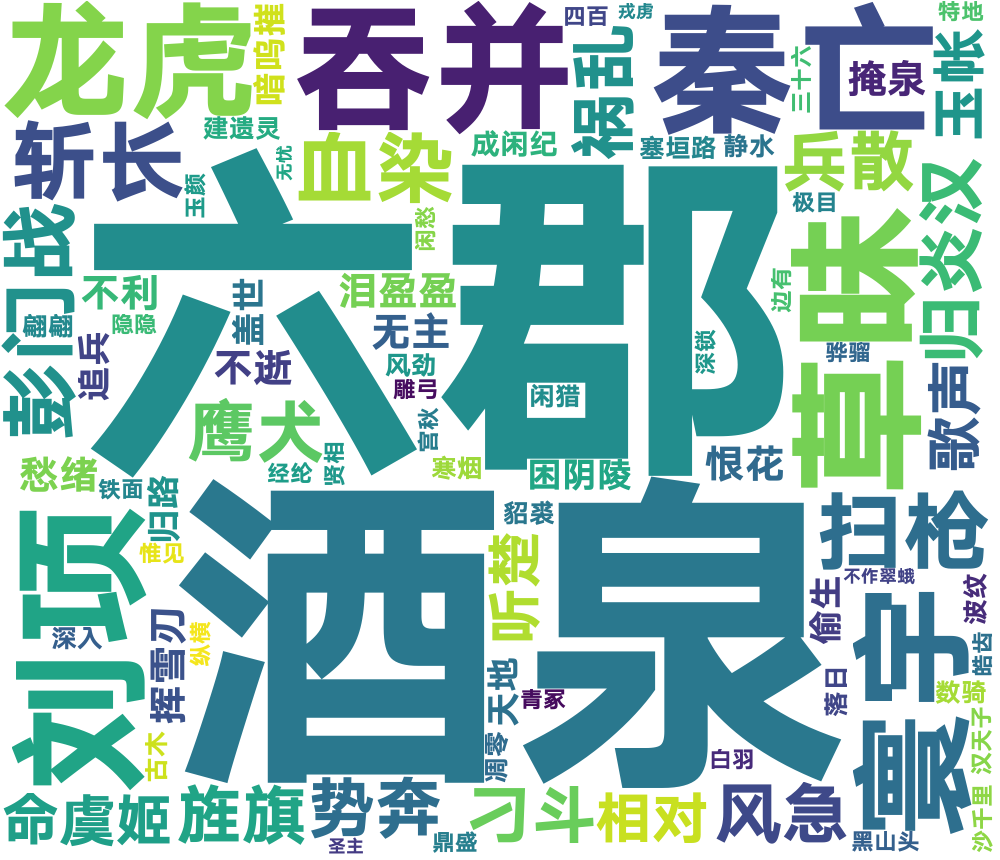 龙虎
暗呜推
吞并
四百
戎虏
祸乱
秦亡
三十六
掩泉
特地
玉帐
斩长
建遗灵
无忧
玉颜
血染
成闲纪
塞垣路
静水
兵散
极目
归炎汉
六郡
闲愁
草昧
彭门战
翩翩
不利
隐隐
追兵
盖世
泪盈盈
无主
风劲
不逝
雕弓
边有
深锁
骅骝
闲猎
歌声
鹰犬
宫秋
愁绪
铁面
归路
经纶
竖相
寒烟
困阴陵
恨花
刘项
惟见
酒泉
貂裘
听楚
扫枪
不作翠蛾
波纹
偷生
寰宇
皓齿
深入
纵横
挥雪刃
天地
青冢
落日
数骑
汉天子
古木
凋零
白羽
沙千里
命虞姬
旌旗
势奔
圣主
鼎盛
刁斗
相对
风急
黑山头